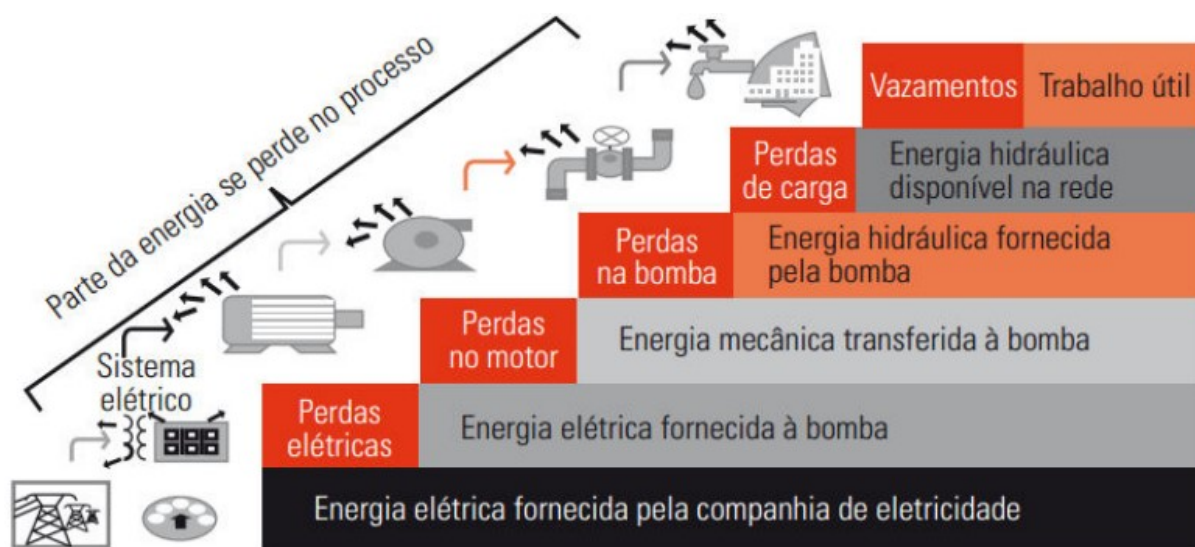 Parte da energia se perde no processo
Vazamentos
Trabalho útil
Perdas
de carga
Energia hidráulica
disponível na rede
Perdas
na bomba
Energia hidráulica fornecida
pela bomba
Perdas
no motor
Energia mecânica transferida à bomba
Sistema
elétrico
Perdas
elétricas
Energia elétrica fornecida à bomba
Energia elétrica fornecida pela companhia de eletricidade